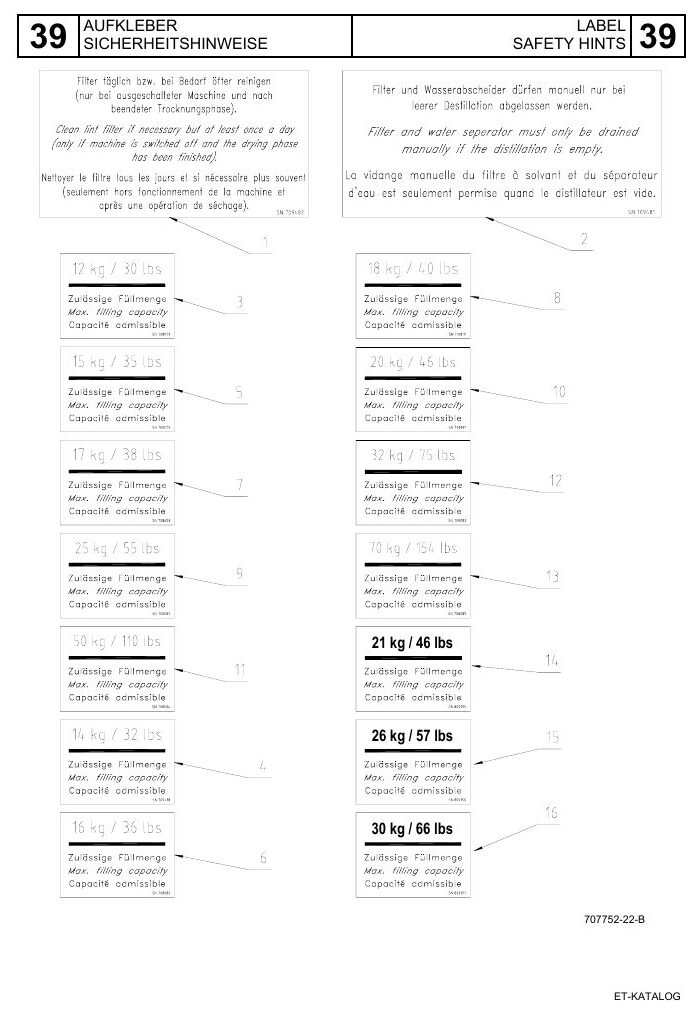 39
AUFKLEBER
SICHERHEITSHINWEISE
LABEL
SAFETY HINTS
39
Filter täglich bzw. bei Bedarf öfter reinigen
(nur bei ausgeschalteter Maschine und nach
beendeter Trocknungsphase).
Clean lint filter if necessary but at least once a day
(only if machine is switched off and the drying phase
has been finished).
Nettoyer le filtre tous les jours et si nécessaire plus souvent
(seulement hors fonctionnement de la machine et
après une opération de séchage).
SN 709482
1
Filter und Wasserabscheider dürfen manuell nur bei
leerer Destillation abgelassen werden.
Filter and water seperator must only be drained
manually if the distillation is empty.
La vidange manuelle du filtre à solvant et du séparateur
d'eau est seulement permise quand le distillateur est vide.
SN 709481
2
12 kg / 30 lbs
Zulässige Füllmenge
Max. filling capacity
Capacité admissible
3
18 kg / 40 lbs
Zulässige Füllmenge
Max. filling capacity
Capacité admissible
8
15 kg / 35 lbs
Zulässige Füllmenge
Max. filling capacity
Capacité admissible
5
20 kg / 46 lbs
Zulässige Füllmenge
Max. filling capacity
Capacité admissible
10
17 kg / 38 lbs
Zulässige Füllmenge
Max. filling capacity
Capacité admissible
7
32 kg / 75 lbs
Zulässige Füllmenge
Max. filling capacity
Capacité admissible
12
25 kg / 55 lbs
Zulässige Füllmenge
Max. filling capacity
Capacité admissible
9
70 kg / 154 lbs
Zulässige Füllmenge
Max. filling capacity
Capacité admissible
13
50 kg / 110 lbs
Zulässige Füllmenge
Max. filling capacity
Capacité admissible
11
21 kg / 46 lbs
Zulässige Füllmenge
Max. filling capacity
Capacité admissible
14
14 kg / 32 lbs
Zulässige Füllmenge
Max. filling capacity
Capacité admissible
4
26 kg / 57 lbs
Zulässige Füllmenge
Max. filling capacity
Capacité admissible
15
16 kg / 36 lbs
Zulässige Füllmenge
Max. filling capacity
Capacité admissible
6
30 kg / 66 lbs
Zulässige Füllmenge
Max. filling capacity
Capacité admissible
16
707752-22-B
ET-KATALOG